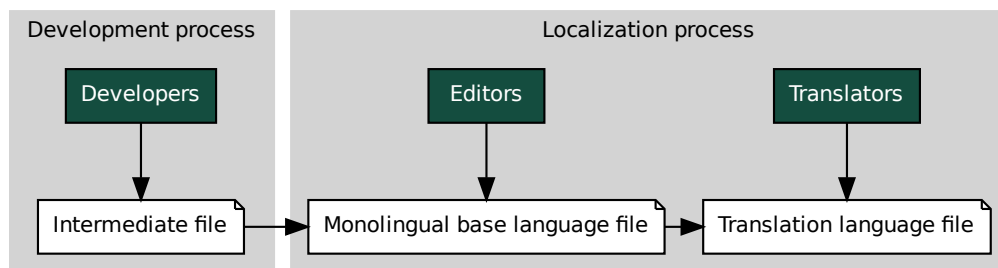 Development process
Localization process
Developers
Editors
Translators
Intermediate file
Monolingual base language file
Translation language file